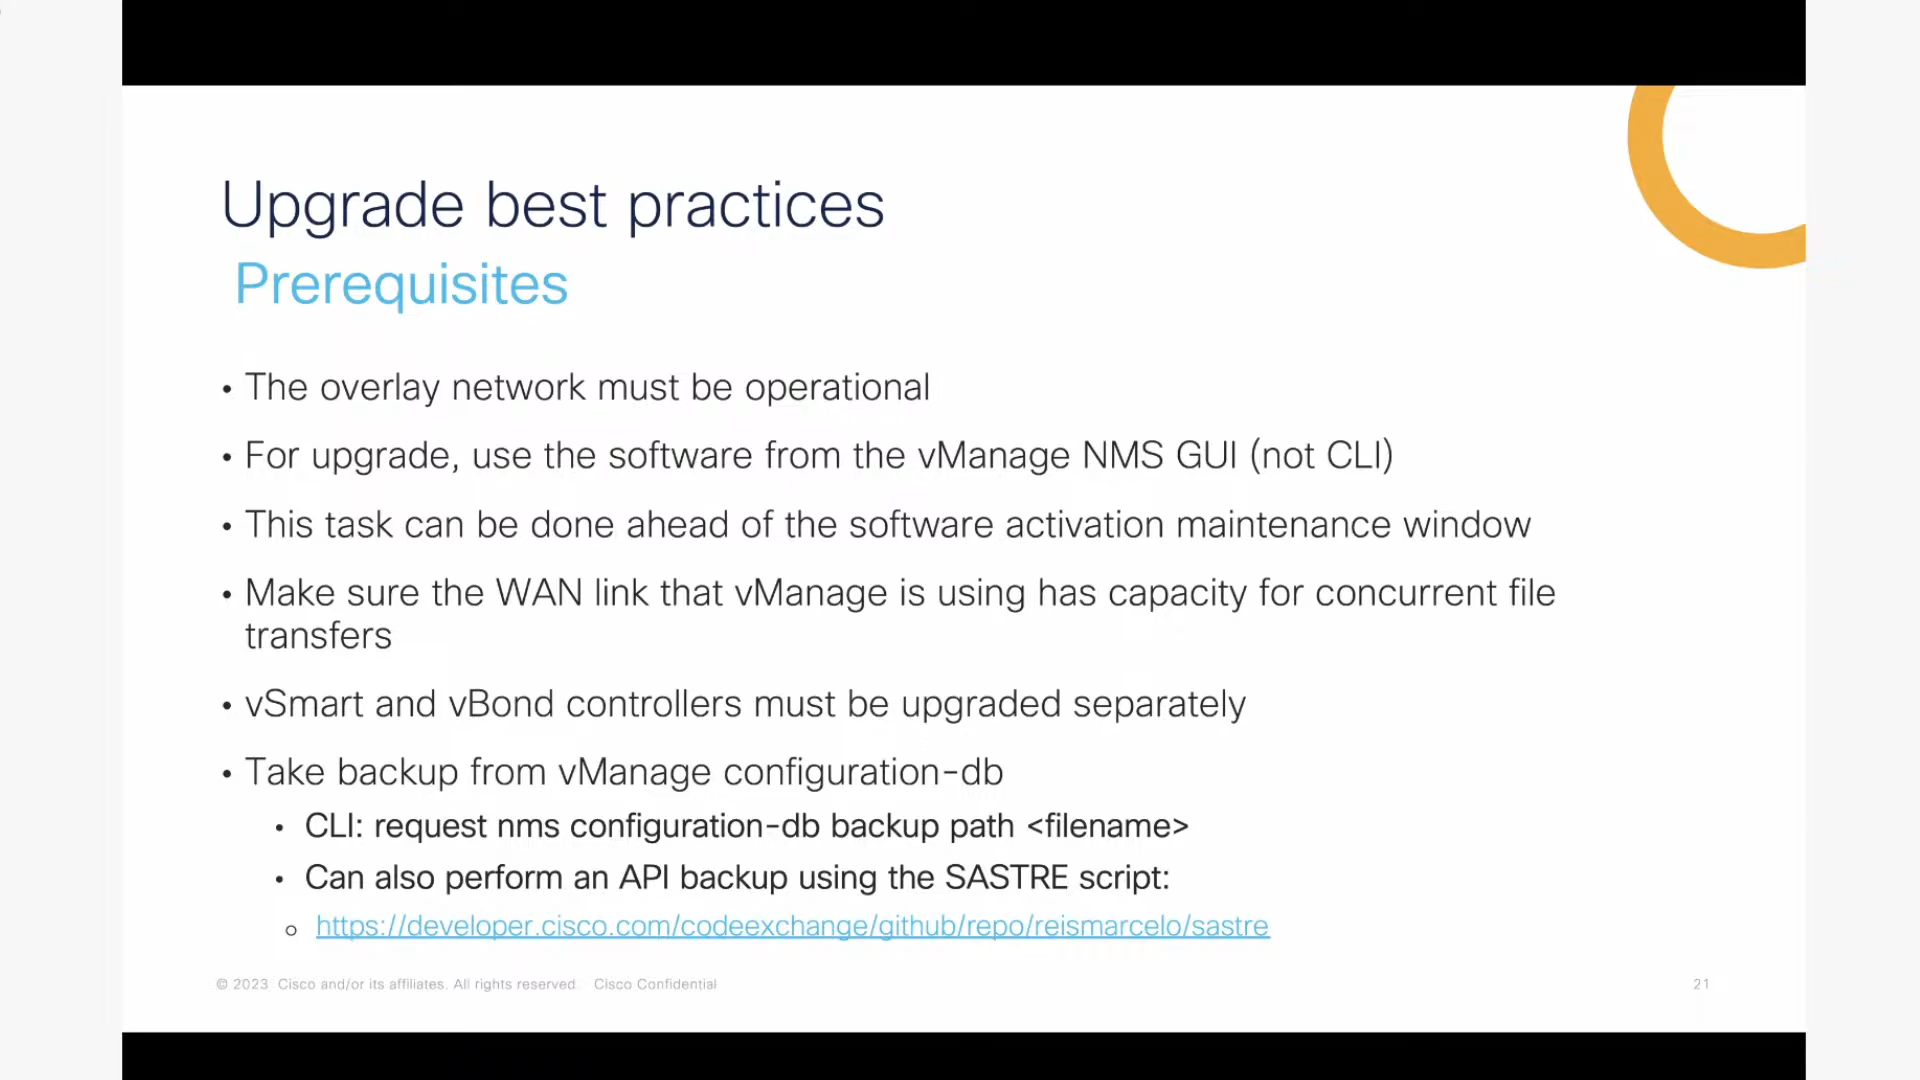 Upgrade best practices
Prerequisites
• The overlay network must be operational
• For upgrade, use the software from the vManage NMS GUI (not CLI)
• This task can be done ahead of the software activation maintenance window
• Make sure the WAN link that vManage is using has capacity for concurrent file
transfers
• vSmart and vBond controllers must be upgraded separately
• Take backup from vManage configuration-db
• CLI: request nms configuration-db backup path <filename>
• Can also perform an API backup using the SASTRE script:
○ https://developer.cisco.com/codeexchange/github/repo/reismarcelo/sastre
© 2023 Cisco and/or its affiliates. All rights reserved. Cisco Confidential
21